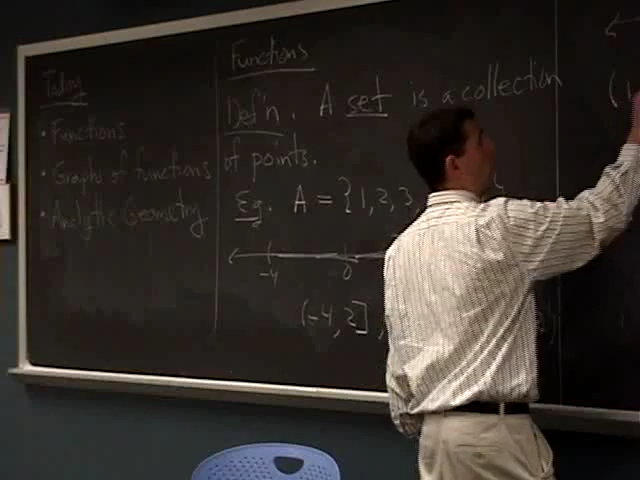 Today
• Functions
• Graphs of functions
• Analytic Geometry
Functions
Def'n. A set is a collection
of points.
Eg. A = {1, 2, 3,
-4 0
(-4, 2],
(1